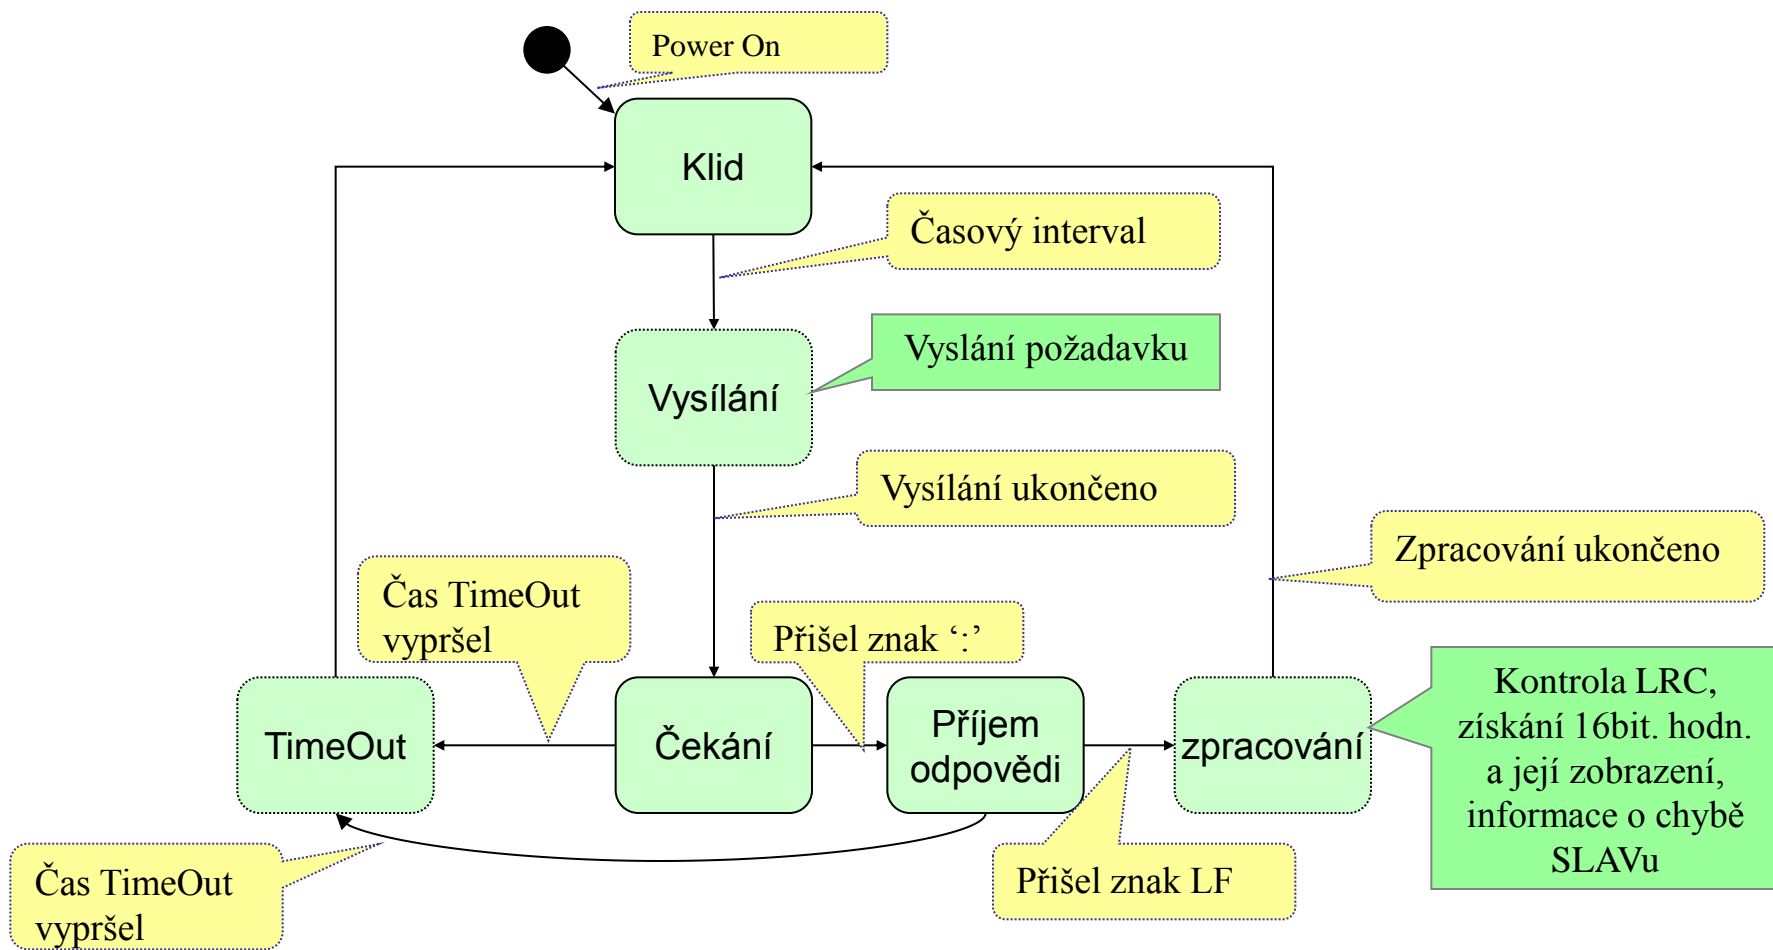 Power On
Klid
Časový interval
Vyslání požadavku
Vysílání
Vysílání ukončeno
Zpracování ukončeno
Čas TimeOut
vypršel
Přišel znak ‘:’
TimeOut
Čekání
Příjem
odpovědi
zpracování
Kontrola LRC,
získání 16bit. hodn.
a její zobrazení,
informace o chybě
SLAVu
Čas TimeOut
vypršel
Přišel znak LF